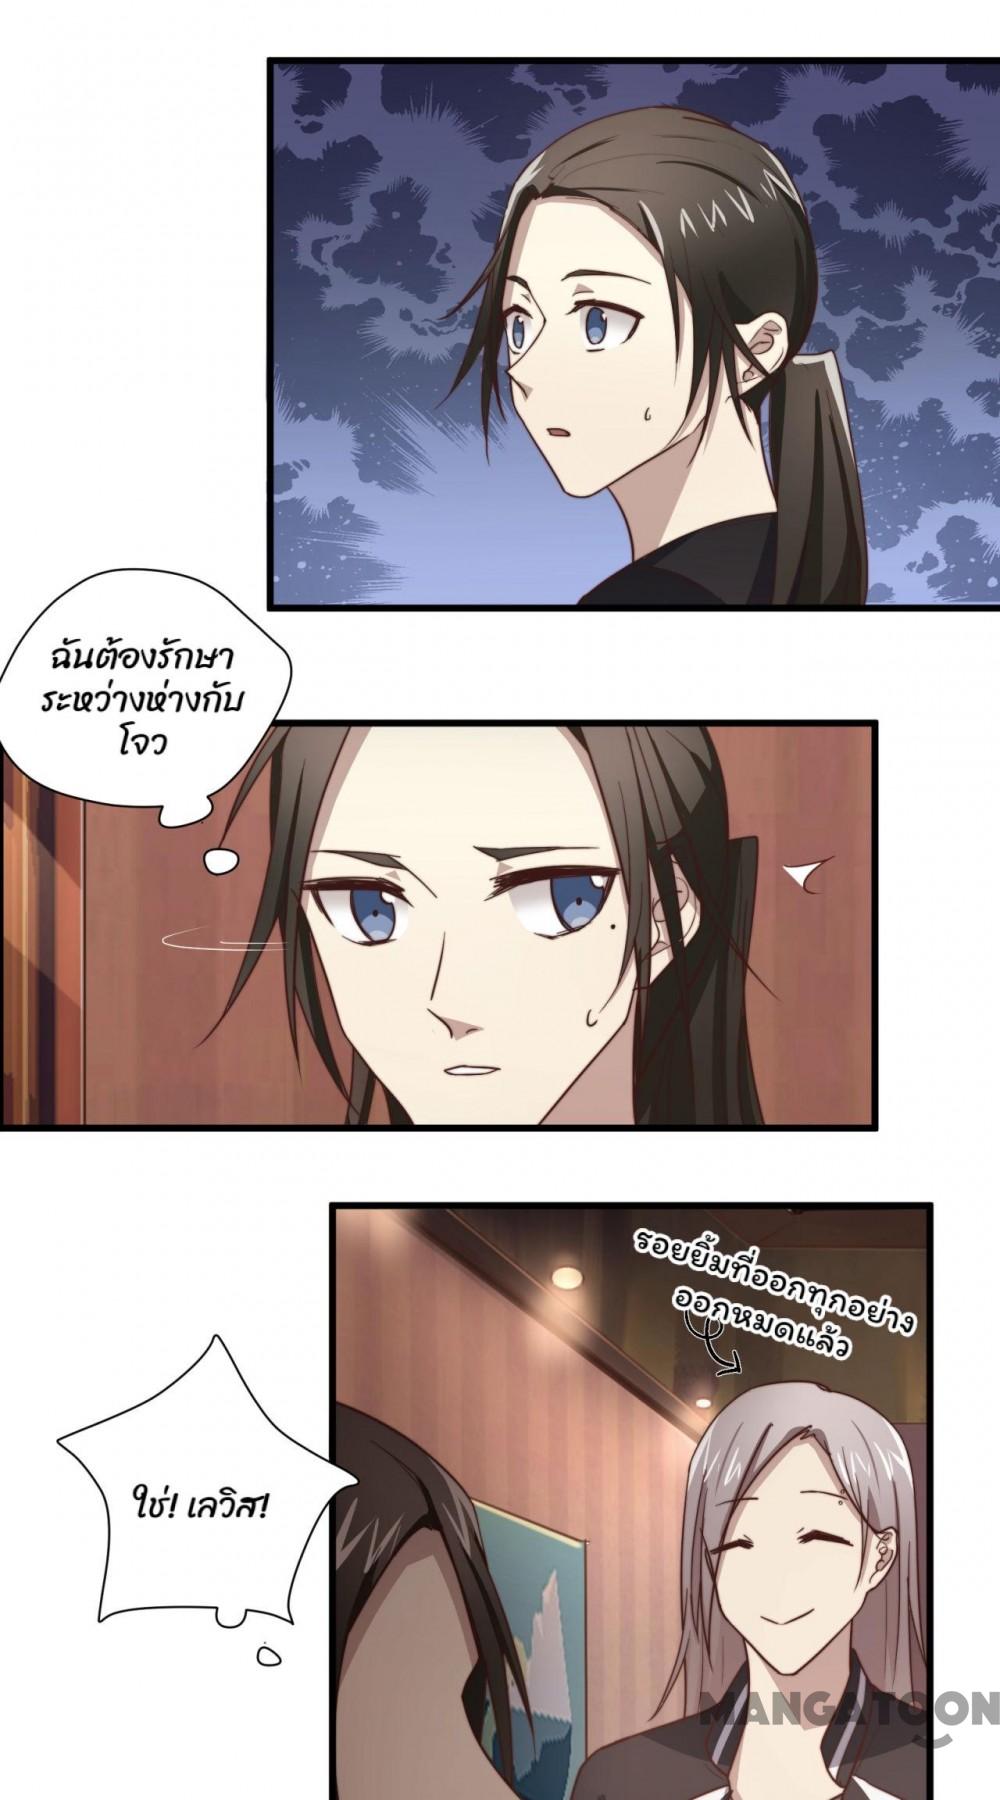 ฉันต้องรักษา
ระหว่างห่างกับ
โจว
รอยยิ้มที่ออกทุกอย่าง
ออกหมดแล้ว
ใช่! เลวิส!
MANGATOON